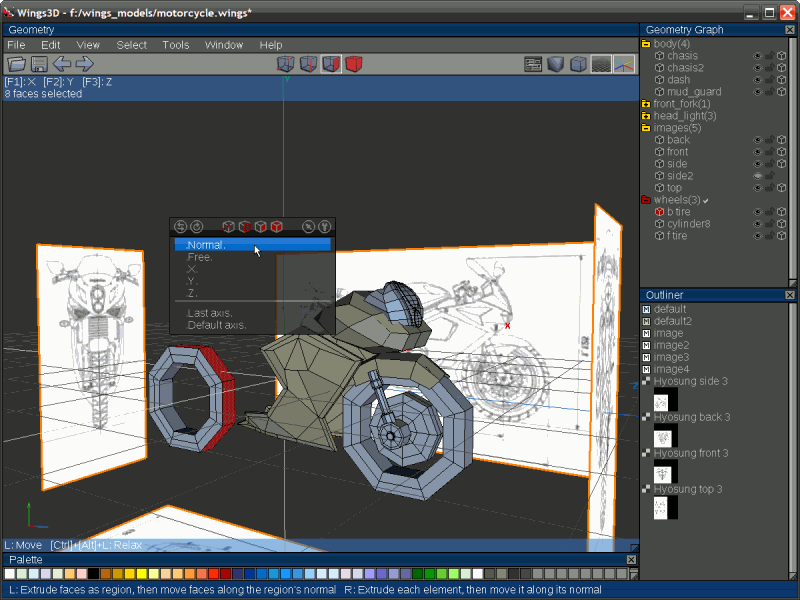 Wings3D - f:/wings_models/motorcycle.wings*
Geometry
File Edit View Select Tools Window Help
[F1]: X [F2]: Y [F3]: Z
8 faces selected
Y
.Normal.
.Free.
.X.
.Y.
.Z.
.Last axis.
.Default axis.
X
Z
Y
L: Move [Ctrl]+[Alt]+L: Relax
Palette
L: Extrude faces as region, then move faces along the region's normal R: Extrude each element, then move it along its normal
Geometry Graph
body(4)
chasis
chasis2
dash
mud_guard
front_fork(1)
head_light(3)
images(5)
back
front
side
side2
top
wheels(3)
b tire
cylinder8
f tire
Outliner
M default
M default2
M image
M image2
M image3
M image4
Hyosung side 3
Hyosung back 3
Hyosung front 3
Hyosung top 3